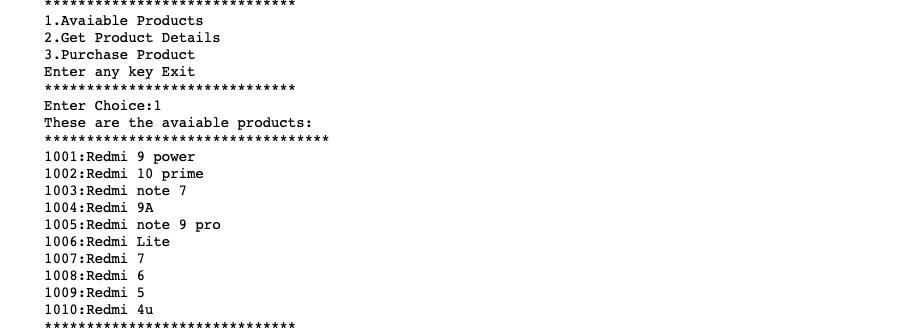 ******************************
1.Avaiable Products
2.Get Product Details
3.Purchase Product
Enter any key Exit
******************************
Enter Choice:1
These are the avaiable products:
**********************************
1001:Redmi 9 power
1002:Redmi 10 prime
1003:Redmi note 7
1004:Redmi 9A
1005:Redmi note 9 pro
1006:Redmi Lite
1007:Redmi 7
1008:Redmi 6
1009:Redmi 5
1010:Redmi 4u
******************************